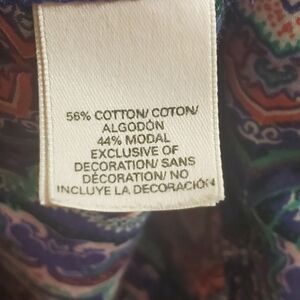 56% COTTON/ COTON/
ALGODÓN
44% MODAL
EXCLUSIVE OF
DECORATION/ SANS
DÉCORATION/ NO
INCLUYE LA DECORACIÓN